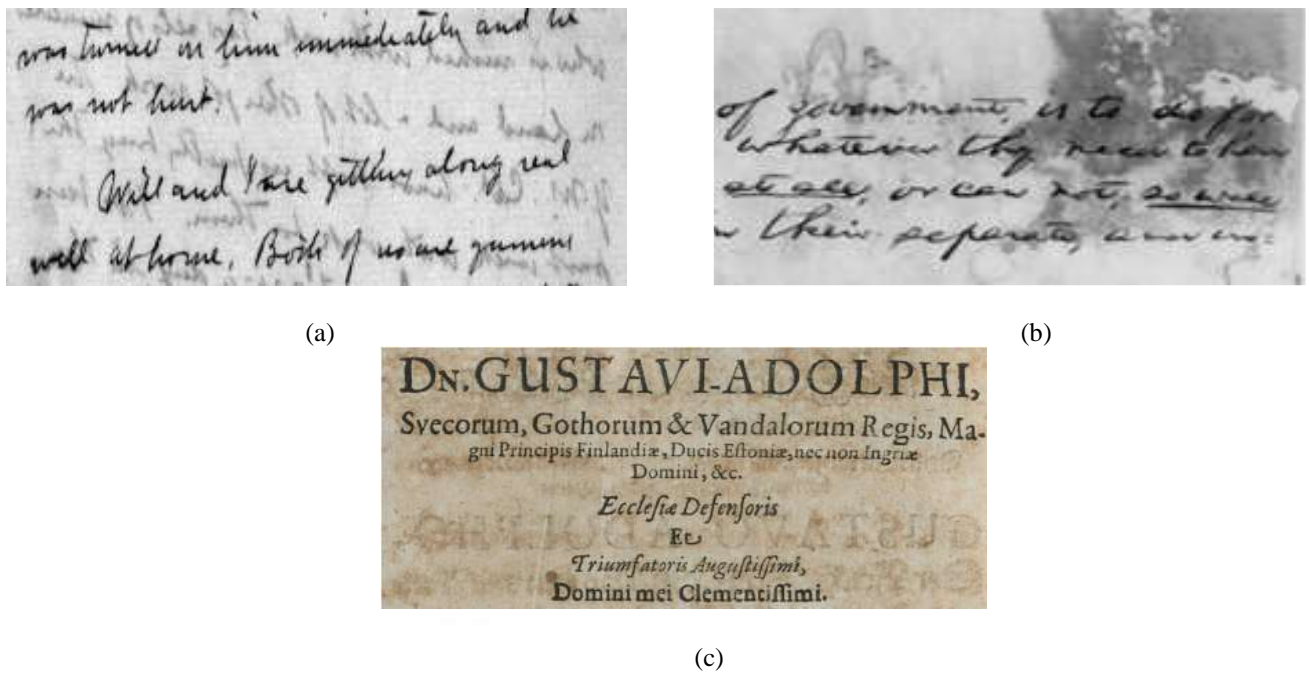 was turned on him immediately and he
was not hurt.
Will and I are getting along real
well at home. Both of us are gumini
(a)
of government, is to do for
whatever they need to have
at all, or can not, so well
n their separate, and in-
(b)
DN. GUSTAVI-ADOLPHI,
Svecorum, Gothorum & Vandalorum Regis, Ma-
gni Principis Finlandiæ, Ducis Eſtoniæ, nec non Ingriæ
Domini, &c.
Eccleſiæ Defenſoris
Et
Triumfatoris Auguſtiſſimi,
Domini mei Clementiſſimi.
(c)